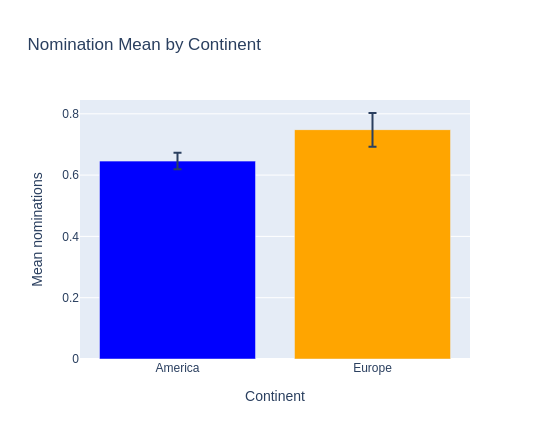 Nomination Mean by Continent
0.8
0.6
0.4
0.2
0
Mean nominations
America
Europe
Continent